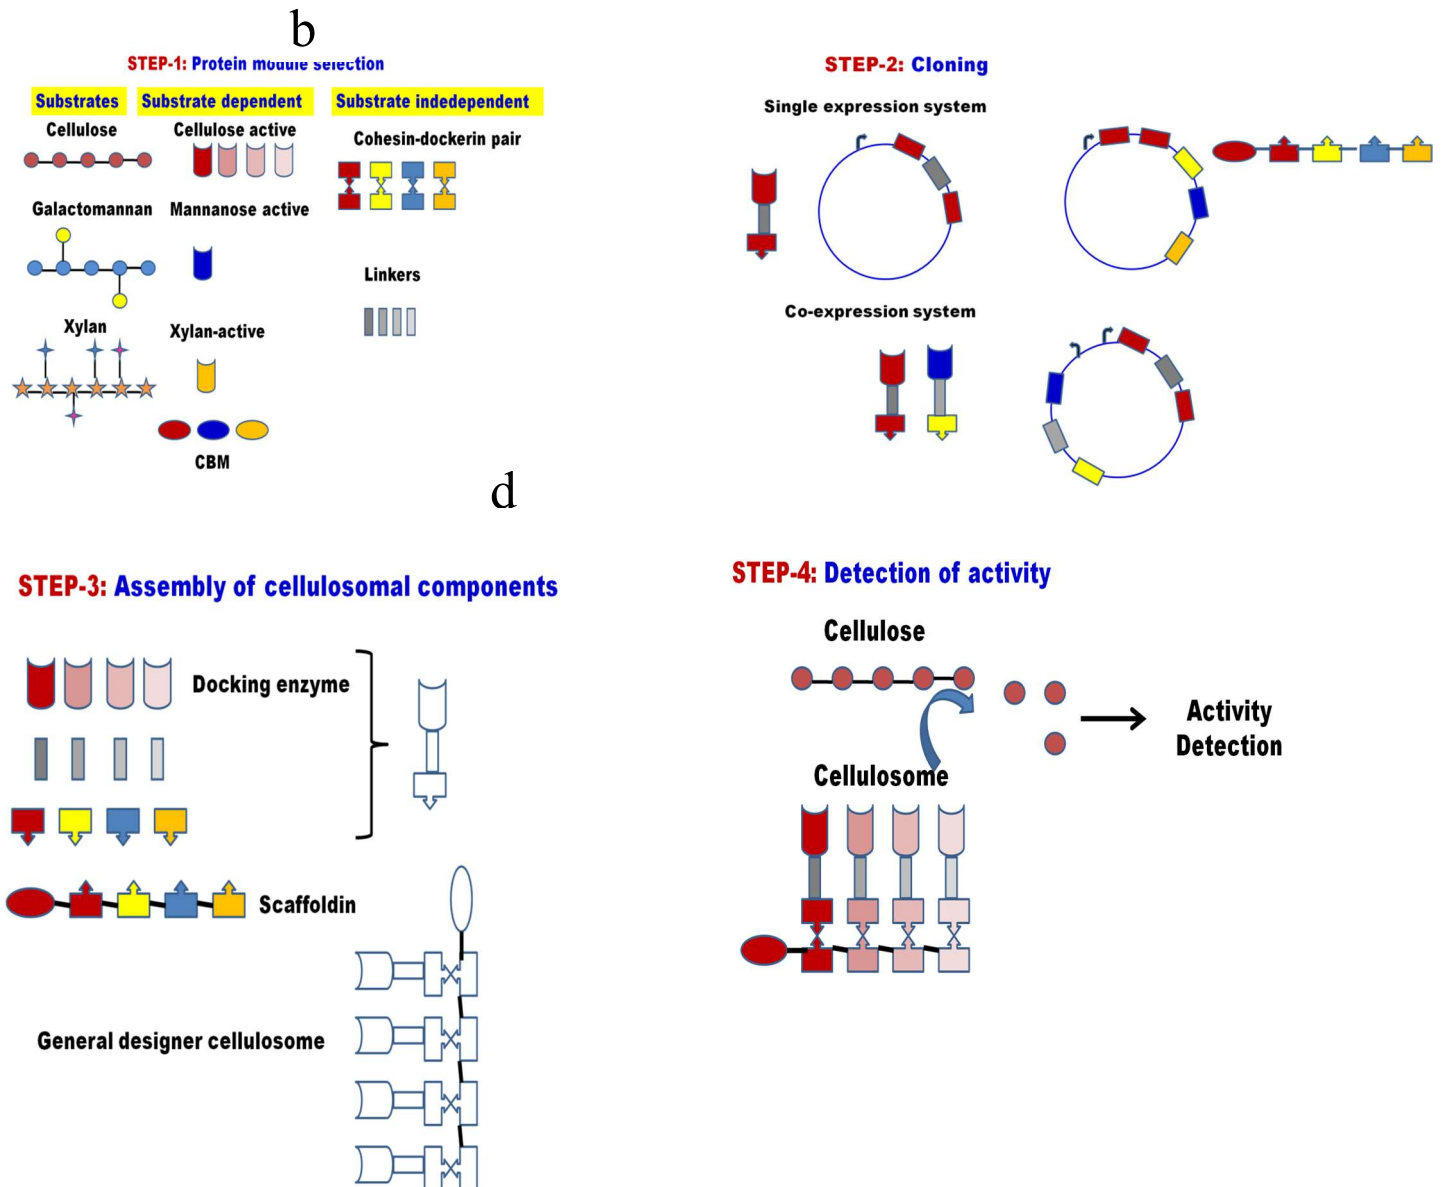 b
STEP-1: Protein module selection
Substrates
Substrate dependent
Substrate indedependent
Cellulose
Cellulose active
Cohesin-dockerin pair
Galactomannan
Mannanose active
Linkers
Xylan
Xylan-active
CBM
STEP-2: Cloning
Single expression system
Co-expression system
d
STEP-3: Assembly of cellulosomal components
Docking enzyme
Scaffoldin
General designer cellulosome
STEP-4: Detection of activity
Cellulose
Activity
Detection
Cellulosome